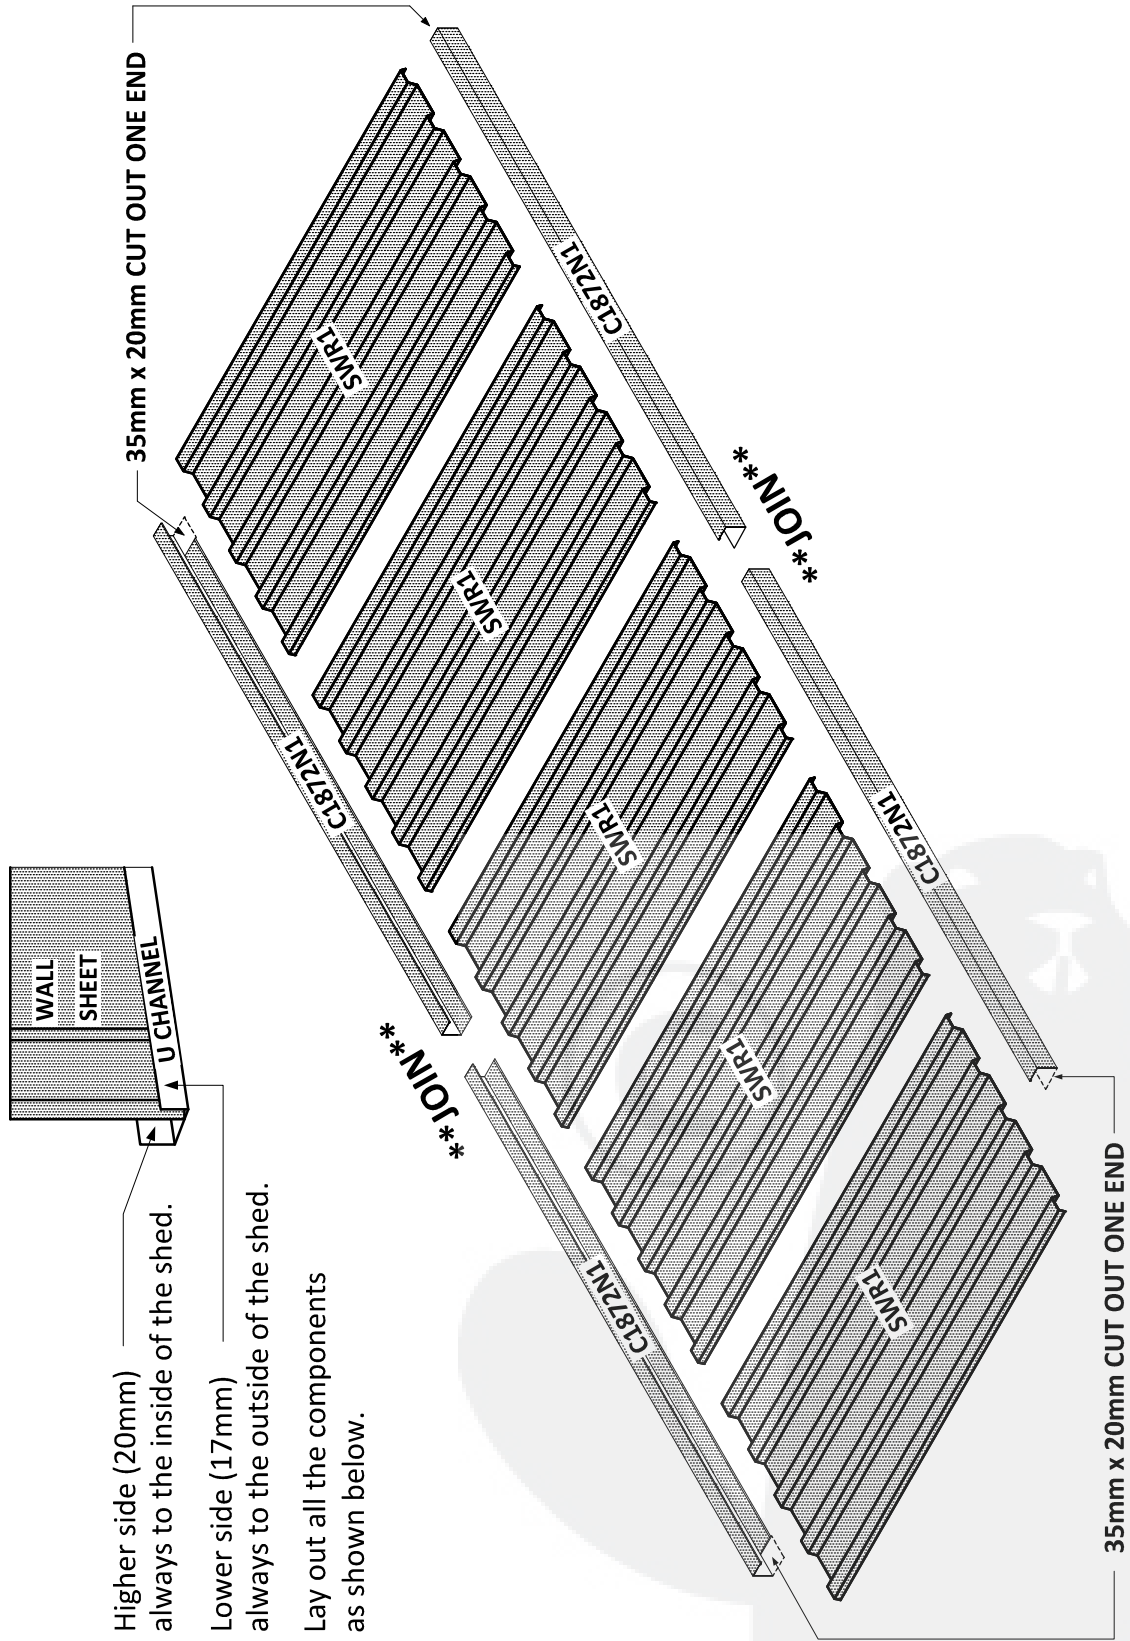 Higher side (20mm)
always to the inside of the shed.
Lower side (17mm)
always to the outside of the shed.
Lay out all the components
as shown below.
WALL
SHEET
U CHANNEL
35mm x 20mm CUT OUT ONE END
C1872N1
**JOIN**
C1872N1
SWR1
SWR1
SWR1
SWR1
SWR1
C1872N1
**JOIN**
C1872N1
35mm x 20mm CUT OUT ONE END